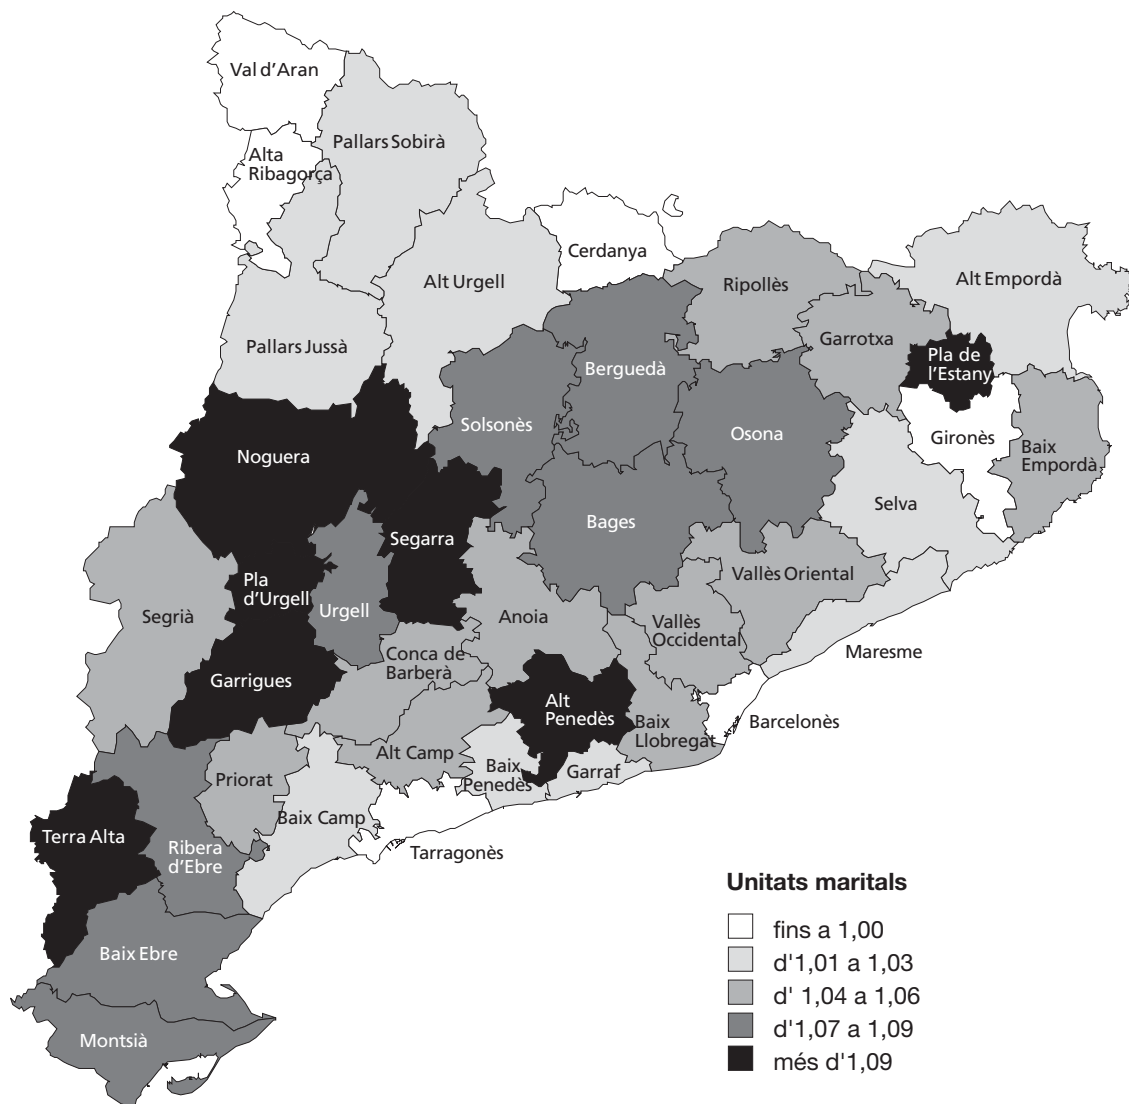 Val d'Aran
Pallars Sobirà
Alta
Ribagorça
Cerdanya
Alt Urgell
Ripollès
Alt Empordà
Pallars Jussà
Garrotxa
Pla de
l'Estany
Berguedà
Solsonès
Osona
Gironès
Baix
Empordà
Noguera
Selva
Bages
Segarra
Vallès Oriental
Pla
d'Urgell
Urgell
Segrià
Anoia
Vallès
Occidental
Maresme
Conca de
Barberà
Garrigues
Alt
Penedès
Barcelonès
Baix
Llobregat
Alt Camp
Baix
Penedès
Garraf
Priorat
Baix Camp
Terra Alta
Ribera
d'Ebre
Tarragonès
Baix Ebre
Montsià
Unitats maritals
fins a 1,00
d'1,01 a 1,03
d' 1,04 a 1,06
d'1,07 a 1,09
més d'1,09